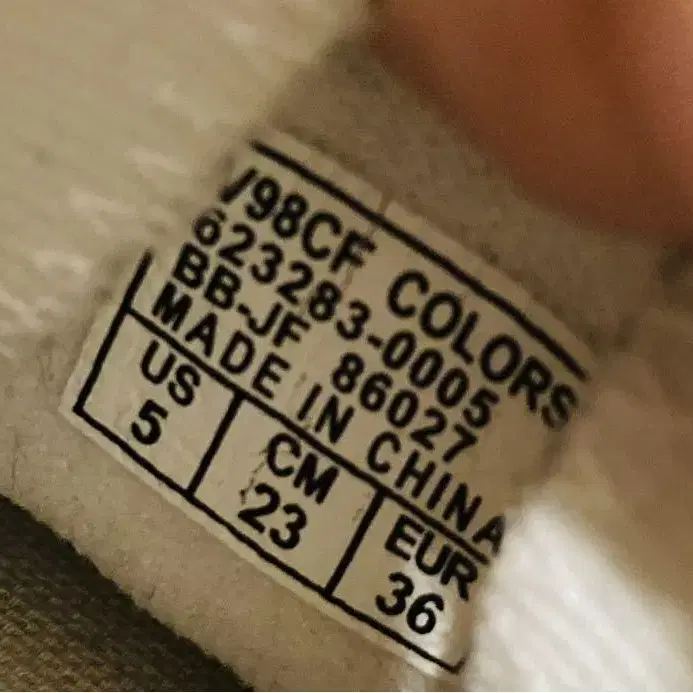 /98CF COLORS
623283-0005
BB-JF 86027
MADE IN CHINA
US CM EUR
5 23 36